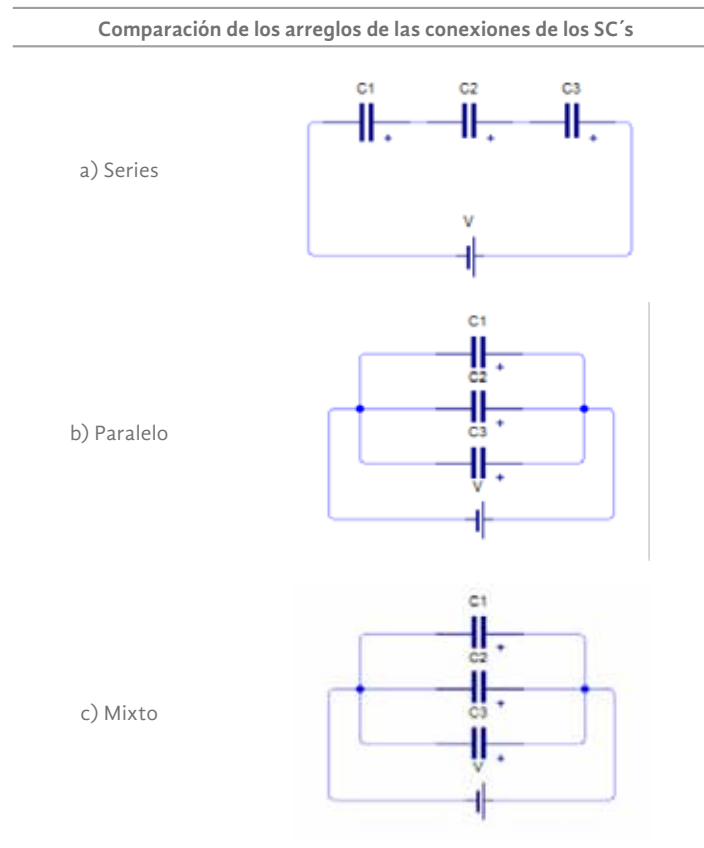 Comparación de los arreglos de las conexiones de los SC´s
C1 C2 C3
a) Series
V
C1
C2
b) Paralelo
C3
V
C1
C2
c) Mixto
C3
V